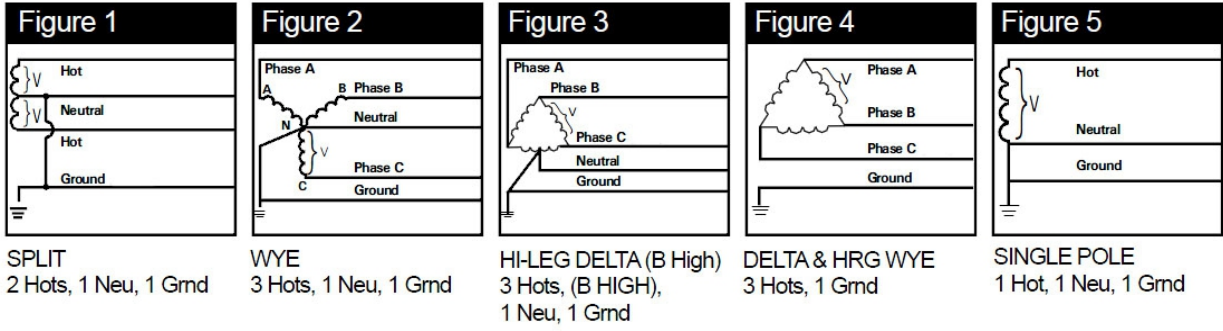 Figure 1
Hot
V
Neutral
V
Hot
Ground
SPLIT
2 Hots, 1 Neu, 1 Grnd
Figure 2
Phase A
A
B Phase B
Neutral
N
V
Phase C
C
Ground
WYE
3 Hots, 1 Neu, 1 Grnd
Figure 3
Phase A
Phase B
V
Phase C
Neutral
Ground
HI-LEG DELTA (B High)
3 Hots, (B HIGH),
1 Neu, 1 Grnd
Figure 4
Phase A
V
Phase B
Phase C
Ground
DELTA & HRG WYE
3 Hots, 1 Grnd
Figure 5
Hot
V
Neutral
Ground
SINGLE POLE
1 Hot, 1 Neu, 1 Grnd